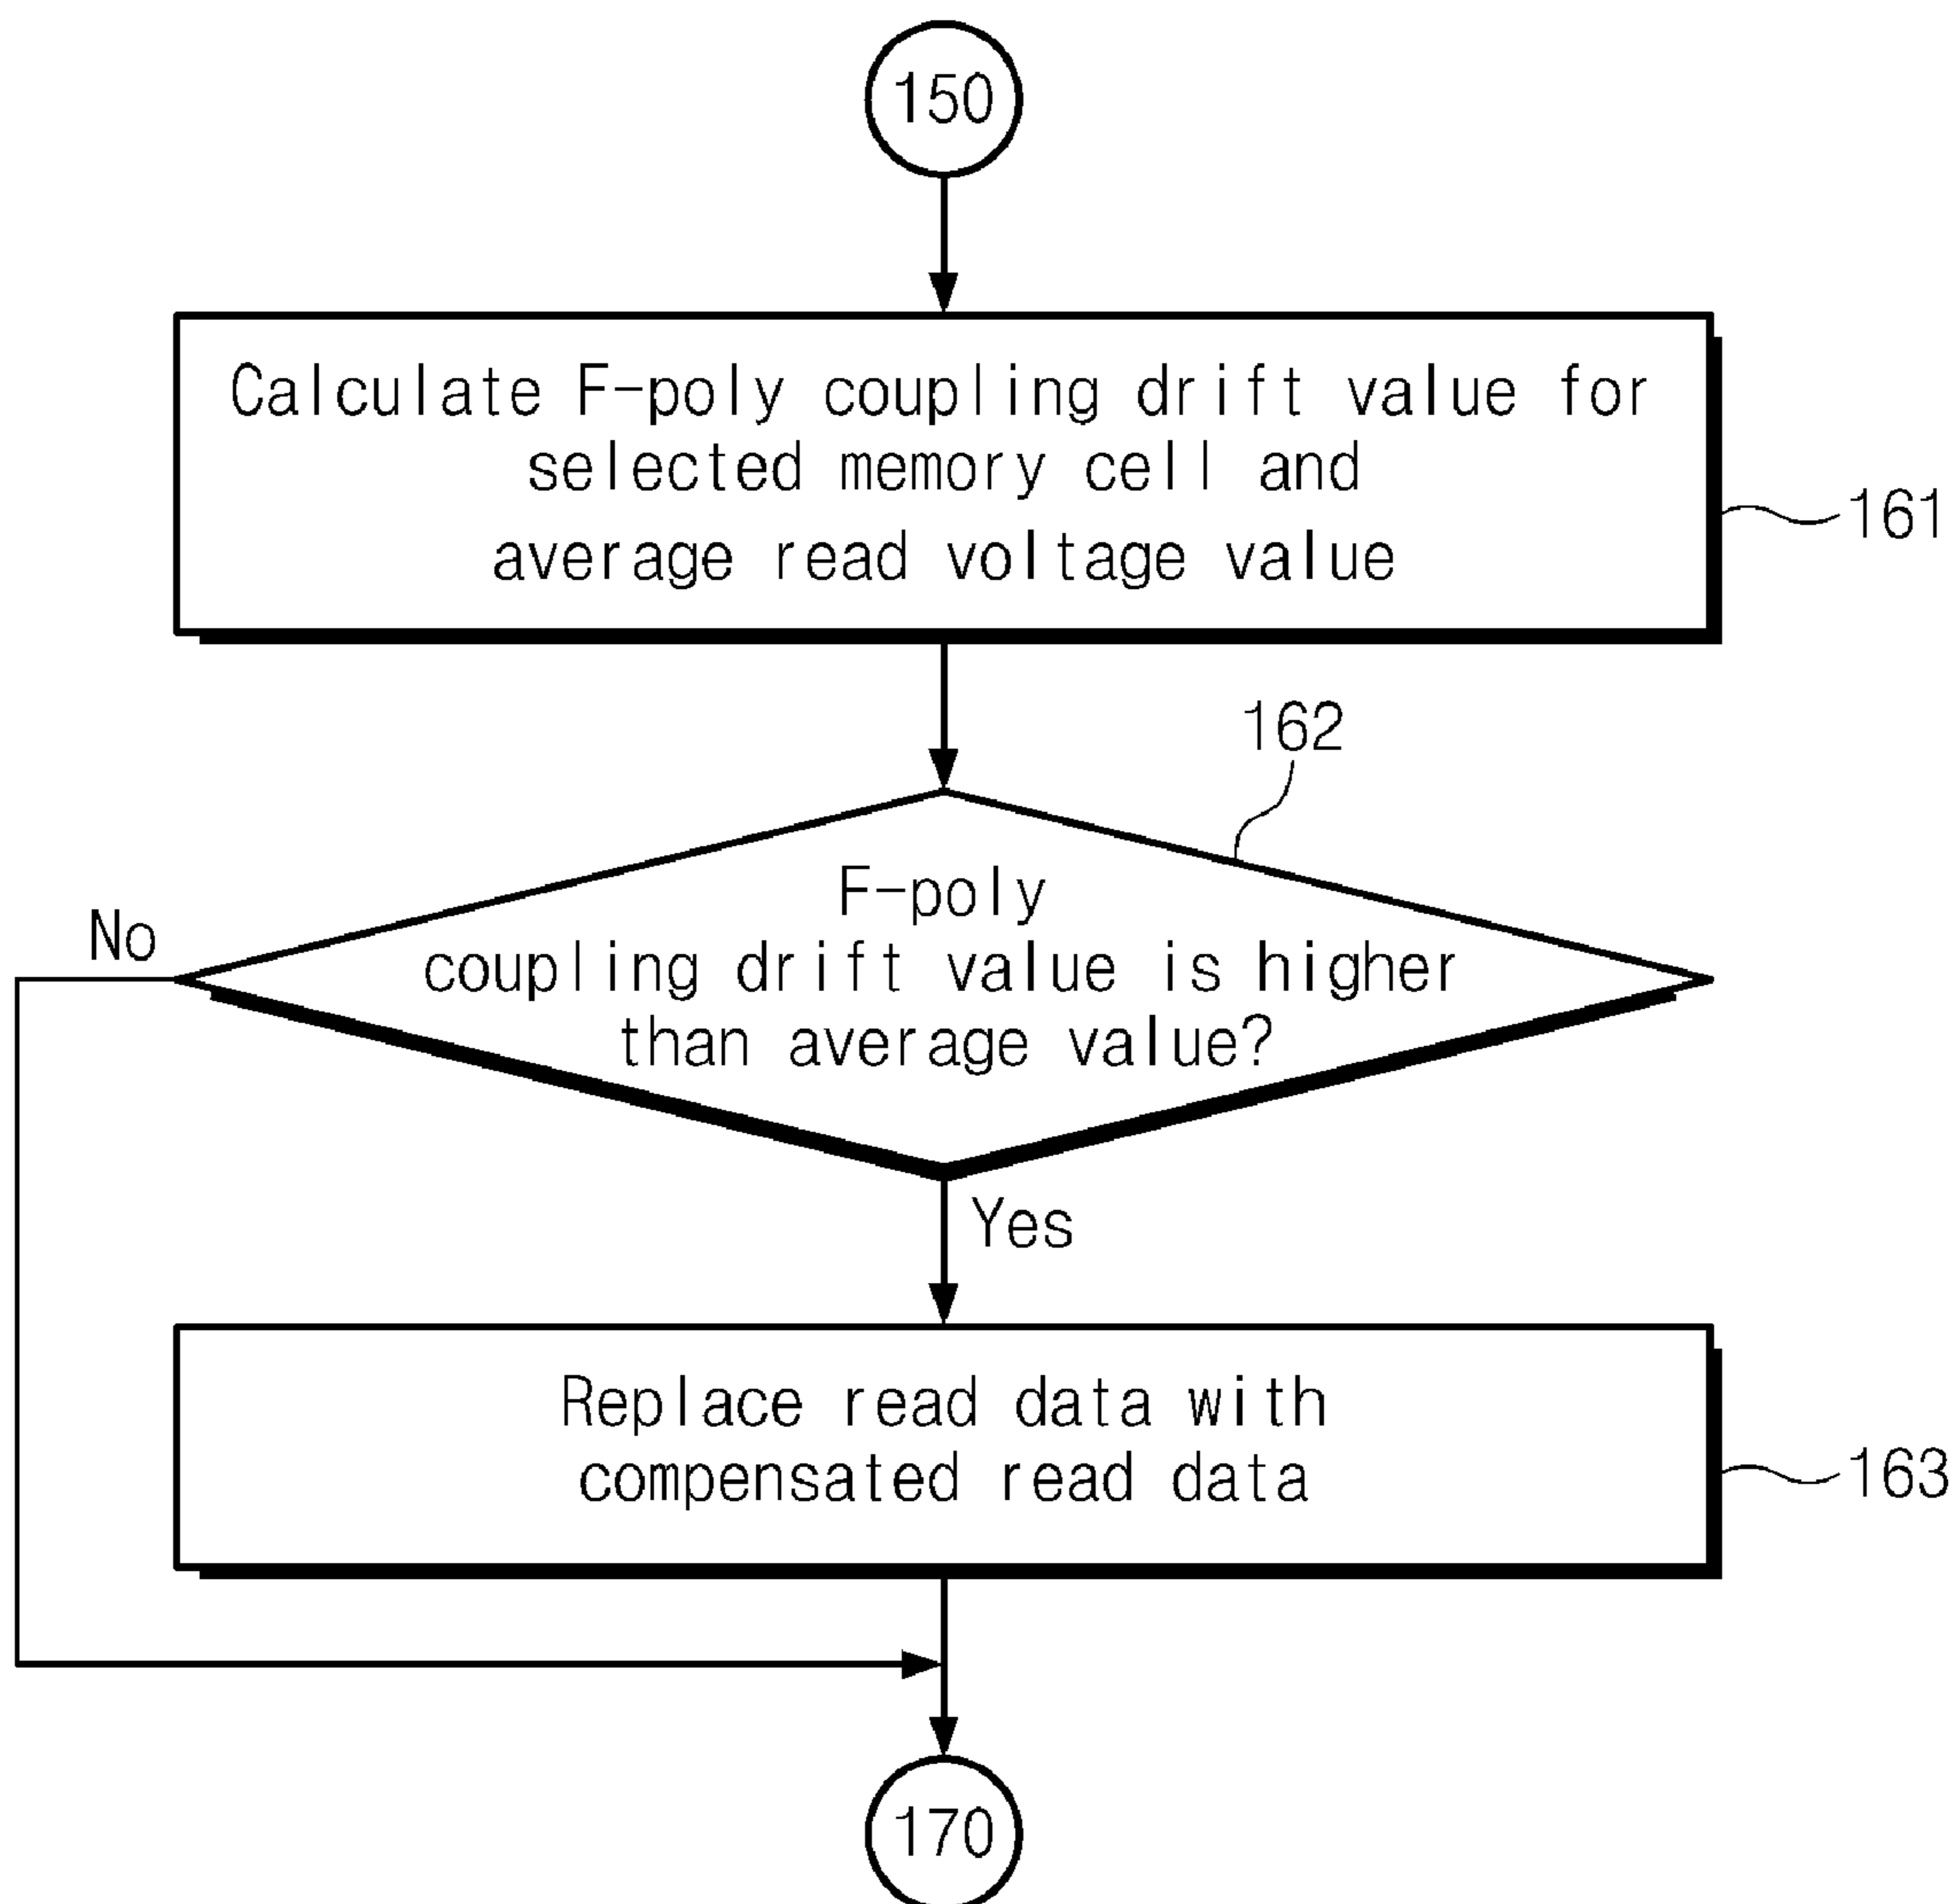 150
Calculate F-poly coupling drift value for
selected memory cell and
average read voltage value
161
162
F-poly
coupling drift value is higher
than average value?
No
Yes
Replace read data with
compensated read data
163
170